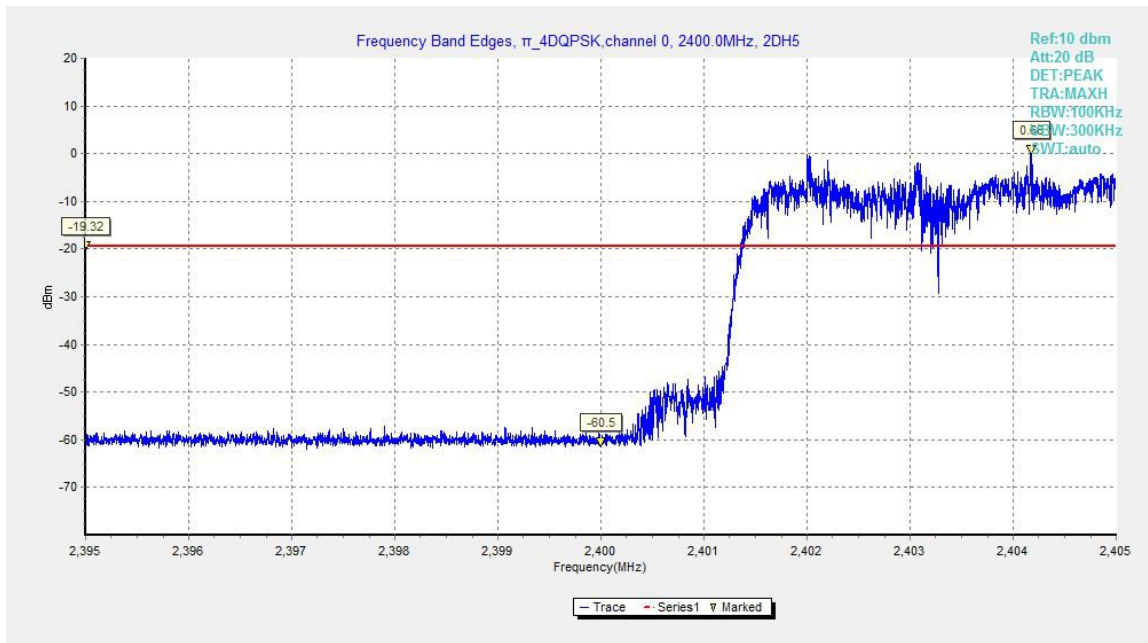 Frequency Band Edges, π_4DQPSK,channel 0, 2400.0MHz, 2DH5
Ref:10 dbm
Att:20 dB
DET:PEAK
TRA:MAXH
RBW:100KHz
VBW:300KHz
SWT:auto
20
10
0
-10
-19.32
-20
-30
-40
-50
-60.5
-60
-70
dBm
2,395
2,396
2,397
2,398
2,399
2,400
2,401
2,402
2,403
2,404
2,405
Frequency(MHz)
Trace Series1 Marked